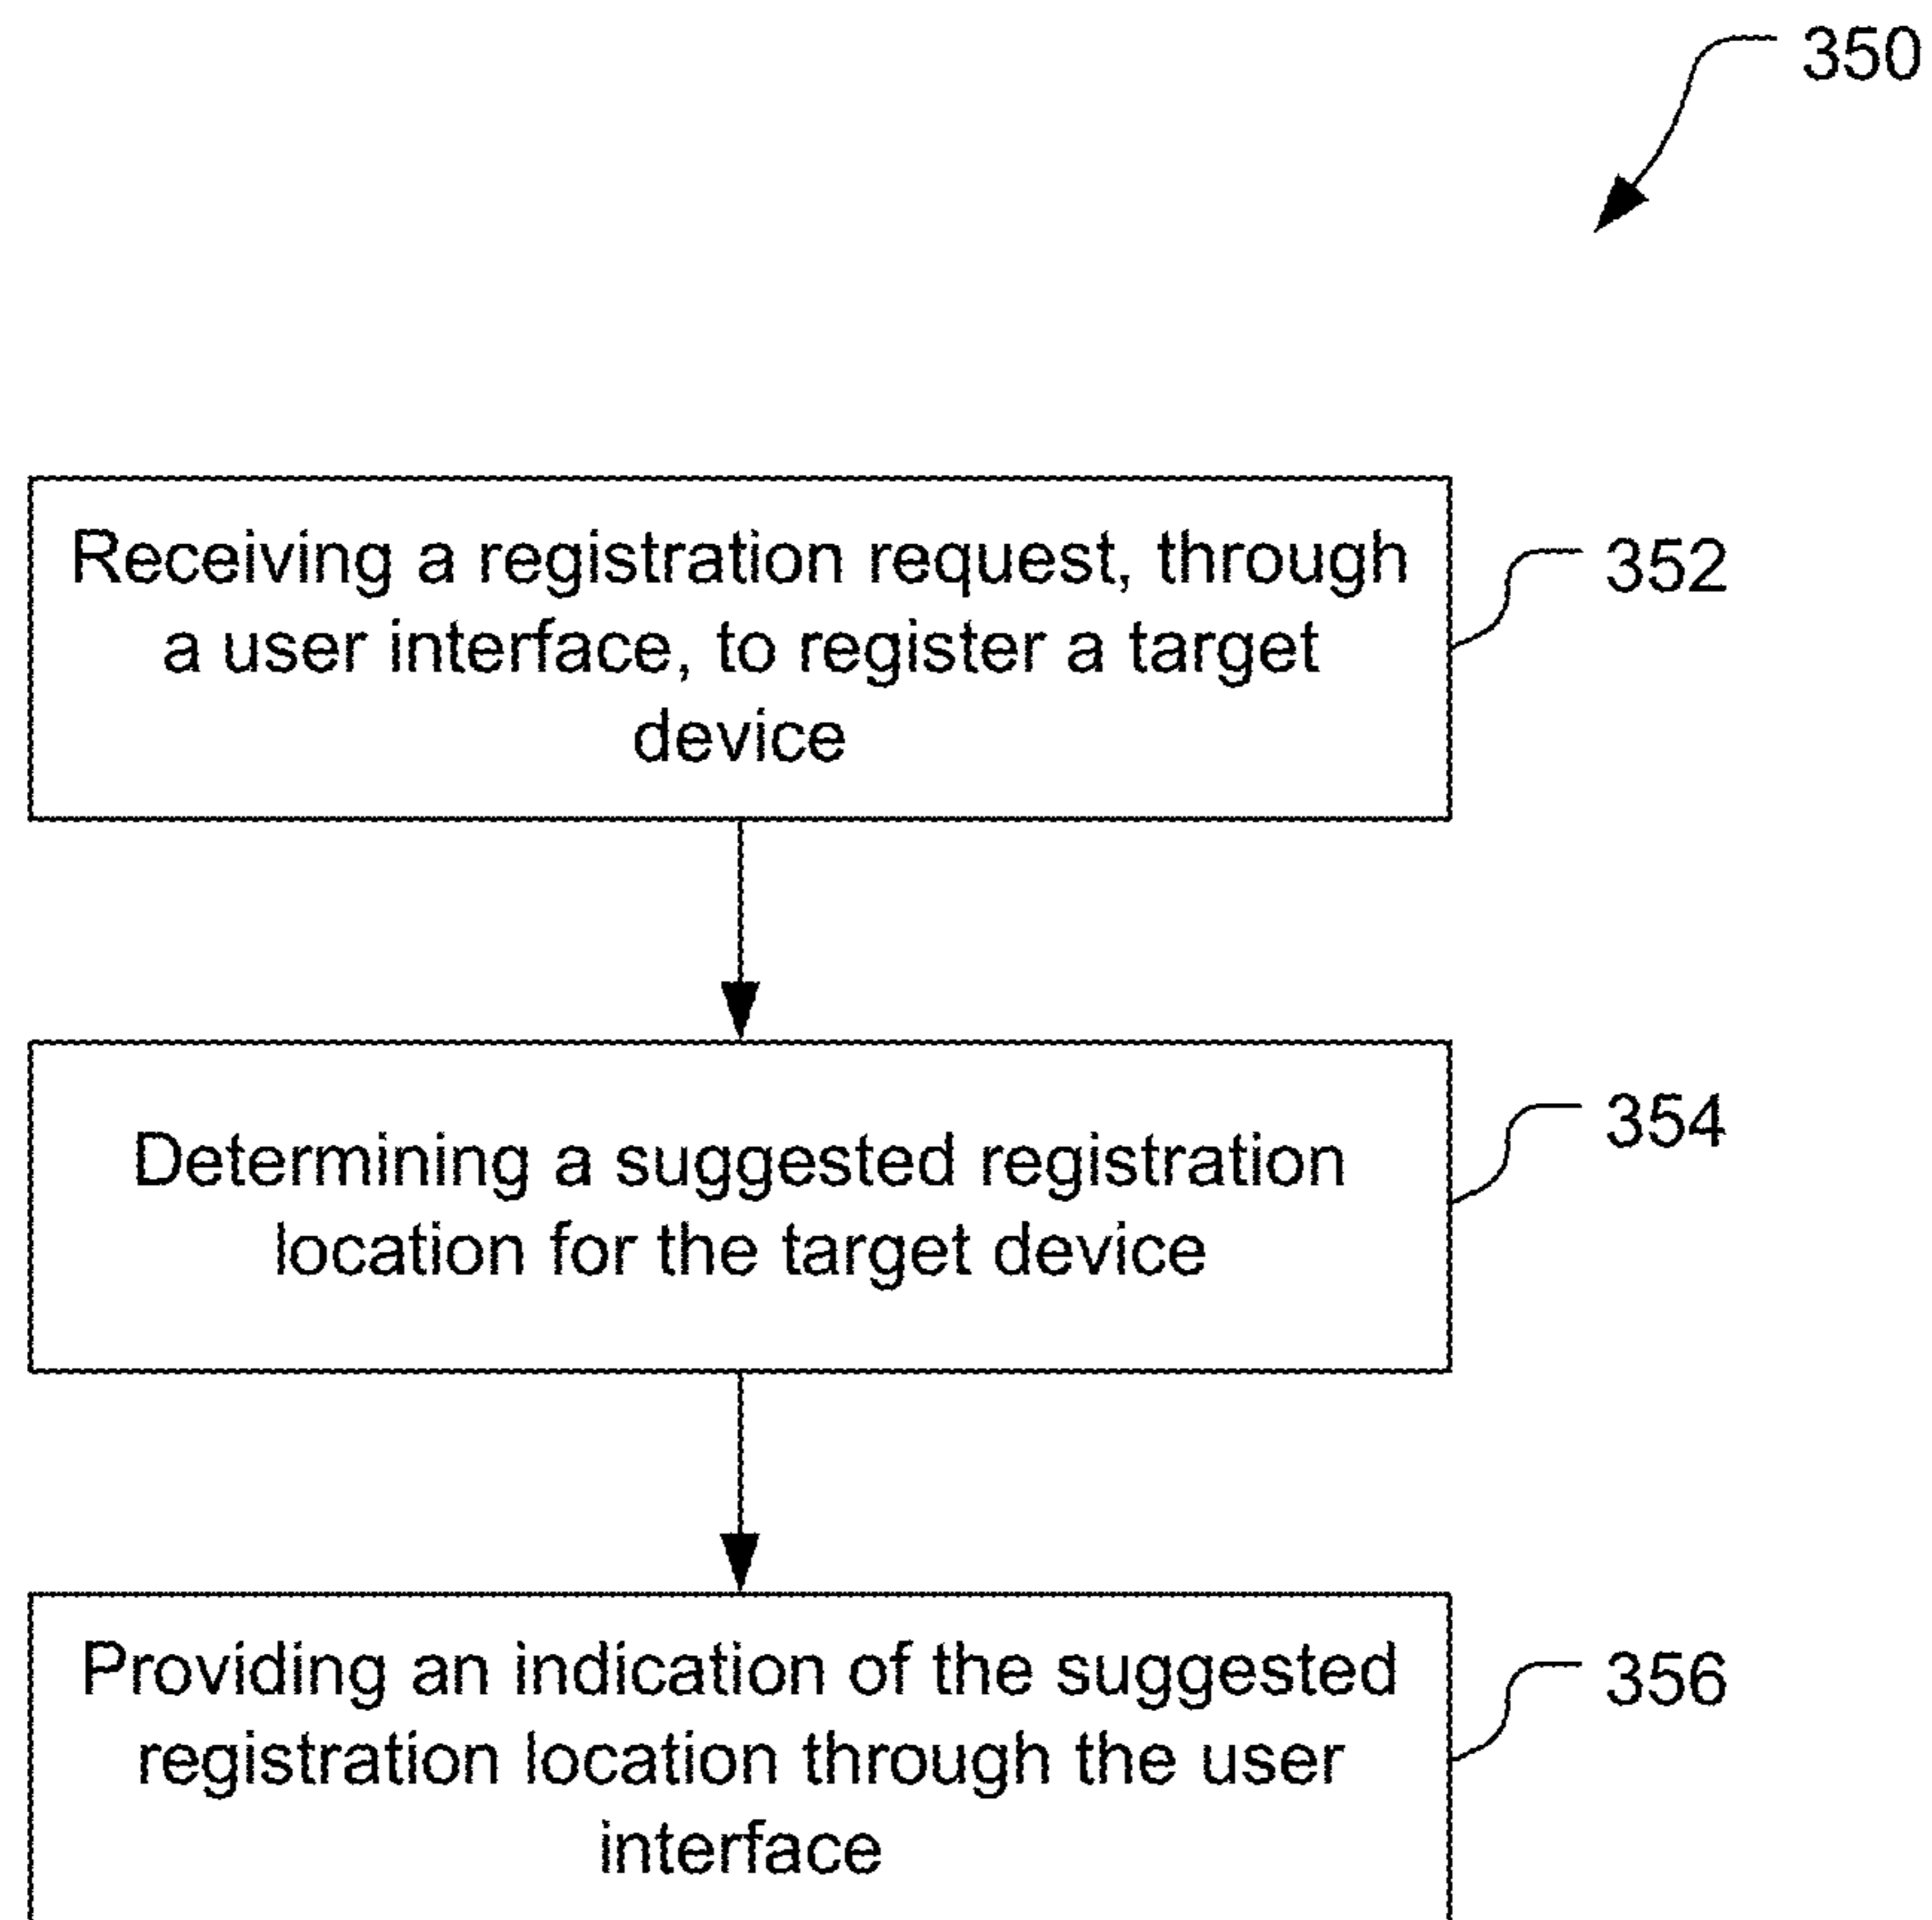 350
Receiving a registration request, through
a user interface, to register a target
device
352
Determining a suggested registration
location for the target device
354
Providing an indication of the suggested
registration location through the user
interface
356